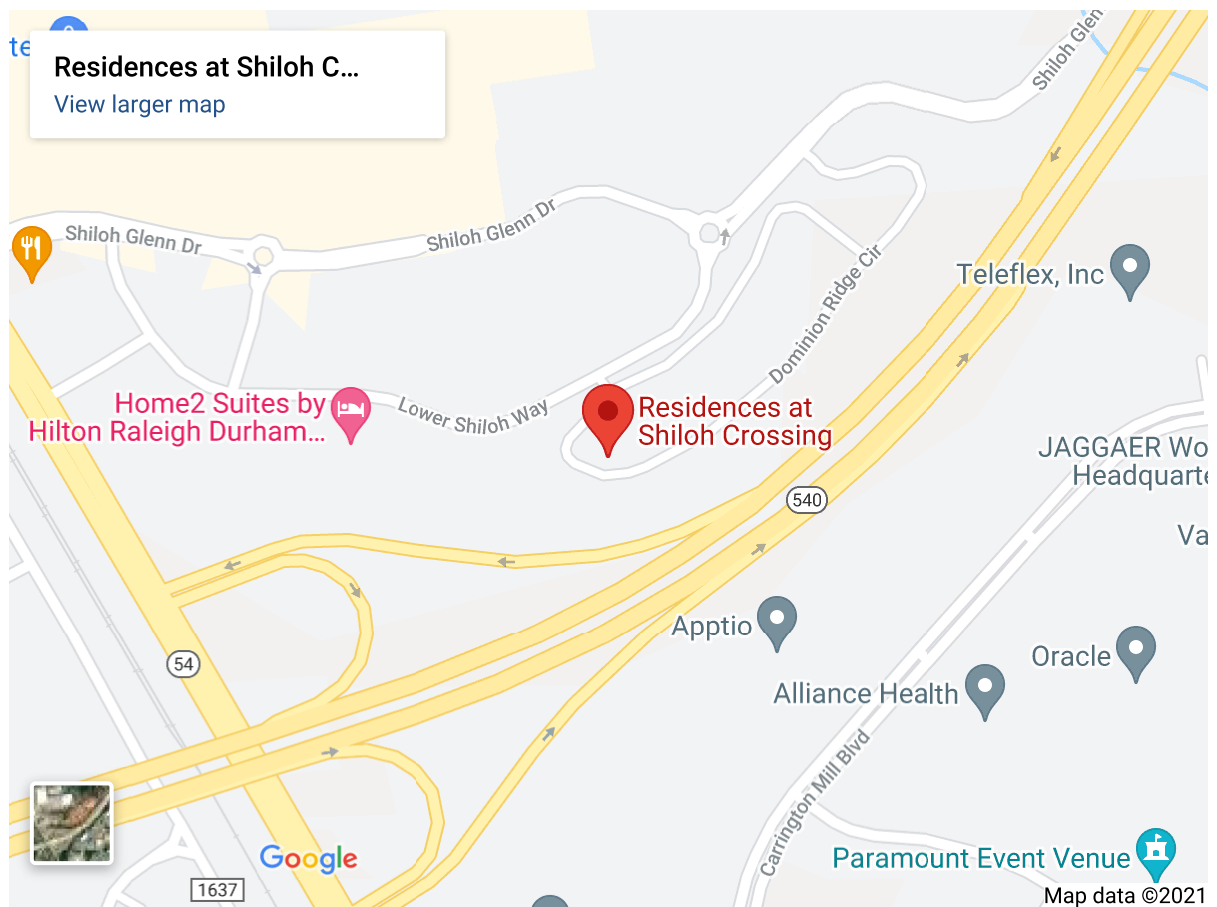 te
Residences at Shiloh C...
View larger map
Shiloh Glen
Shiloh Glenn Dr
Shiloh Glenn Dr
Dominion Ridge Cir
Teleflex, Inc
Home2 Suites by
Hilton Raleigh Durham...
Lower Shiloh Way
Residences at
Shiloh Crossing
JAGGAER Wo
Headquarte
540
Va
Apptio
Oracle
54
Alliance Health
Carrington Mill Blvd
Google
Paramount Event Venue
1637
Map data ©2021